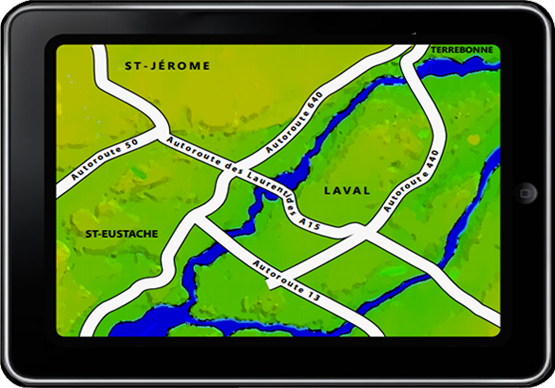 TERREBONNE
ST-JÉROME
Autoroute 640
Autoroute 50
Autoroute des Laurentides A15
Autoroute 440
LAVAL
ST-EUSTACHE
Autoroute 13